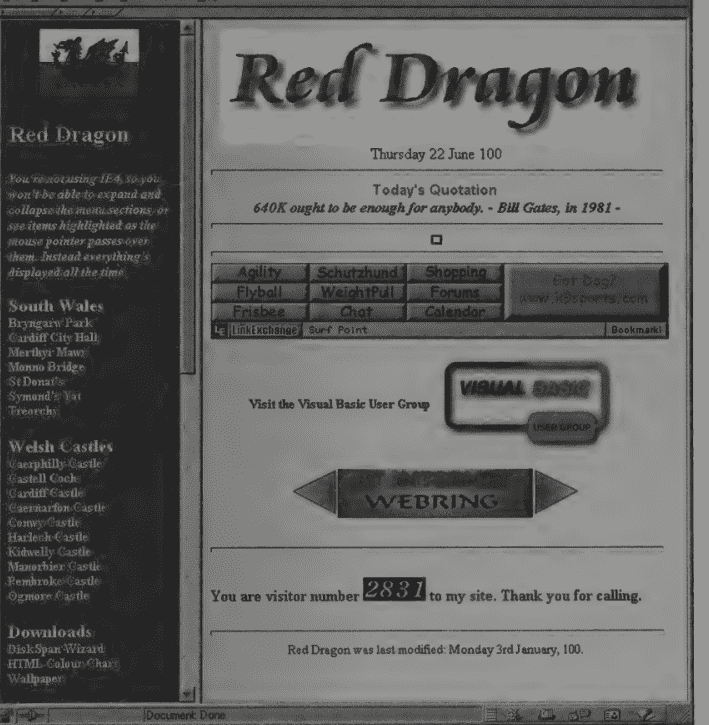 Red Dragon
You're not using IE4, so you
won't be able to expand and
collapse the menu sections, or
see items highlighted as the
mouse pointer passes over
them. Instead everything's
displayed all the time
South Wales
Bryngarw Park
Cardiff City Hall
Merthyr Mawr
Monno Bridge
St Donat's
Symond's Yat
Treorchy
Welsh Castles
Caerphilly Castle
Castell Coch
Cardiff Castle
Caernarfon Castle
Conwy Castle
Harlech Castle
Kidwelly Castle
Manorbier Castle
Pembroke Castle
Ogmore Castle
Downloads
DiskSpan Wizard
HTML Colour Chart
Wallpaper
Red Dragon
Thursday 22 June 100
Today's Quotation
640K ought to be enough for anybody. - Bill Gates, in 1981 -
Agility Schutzhund Shopping
Flyball WeightPull Forums
Frisbee Chat Calendar
Got Dog?
www.k9sports.com
LE LinkExchange Surf Point Bookmark!
Visit the Visual Basic User Group
VISUAL BASIC
USER GROUP
WEBRING
You are visitor number 2831 to my site. Thank you for calling.
Red Dragon was last modified: Monday 3rd January, 100.
Document: Done